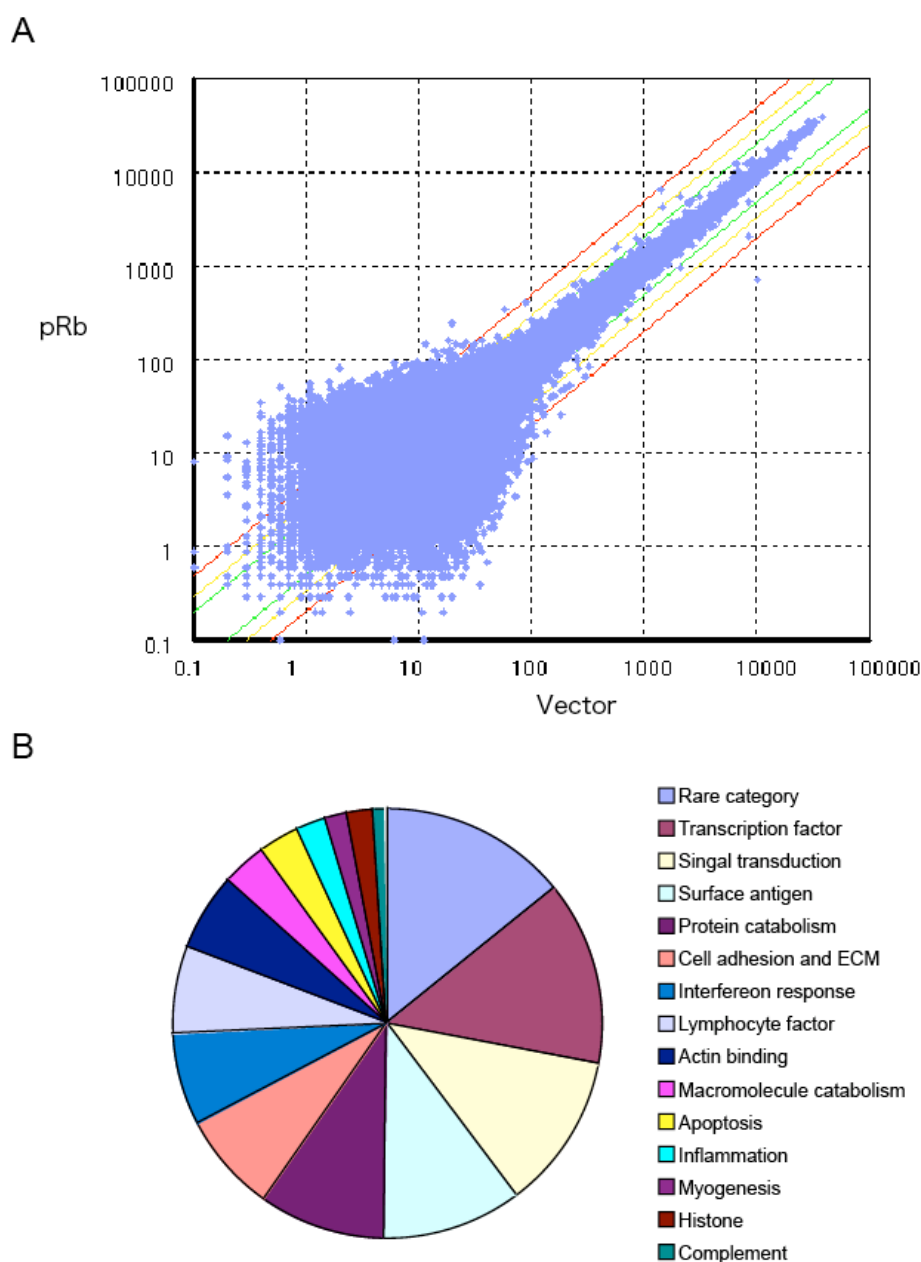 A
100000
10000
1000
pRb
100
10
1
0.1
0.1 1 10 100 1000 10000 100000
Vector
B
Rare category
Transcription factor
Singal transduction
Surface antigen
Protein catabolism
Cell adhesion and ECM
Interfereon response
Lymphocyte factor
Actin binding
Macromolecule catabolism
Apoptosis
Inflammation
Myogenesis
Histone
Complement